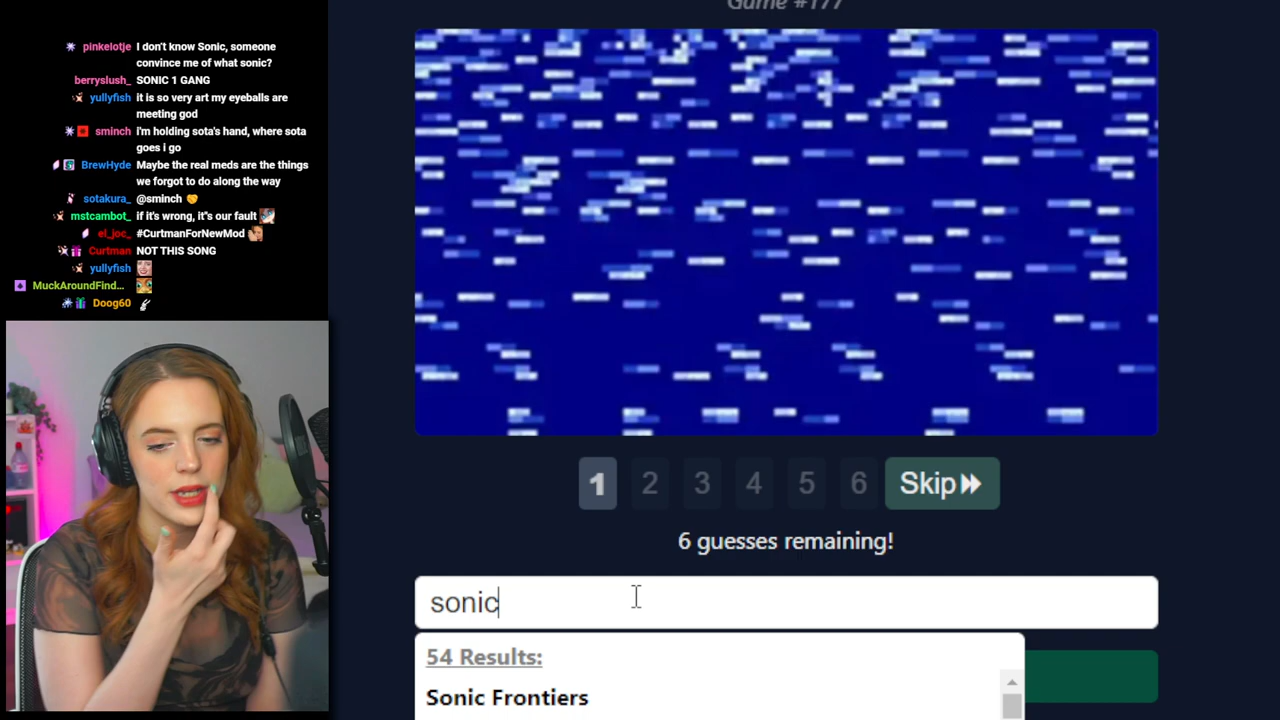 pinkelotje I don't know Sonic, someone
convince me of what sonic?
berryslush_ SONIC 1 GANG
yullyfish it is so very art my eyeballs are
meeting god
sminch i'm holding sota's hand, where sota
goes i go
BrewHyde Maybe the real meds are the things
we forgot to do along the way
sotakura_ @sminch
mstcambot_ if it's wrong, it"s our fault
el_joc_ #CurtmanForNewMod
Curtman NOT THIS SONG
yullyfish
MuckAroundFind...
Doog60
Game #177
1 2 3 4 5 6 Skip
6 guesses remaining!
sonic
54 Results:
Sonic Frontiers